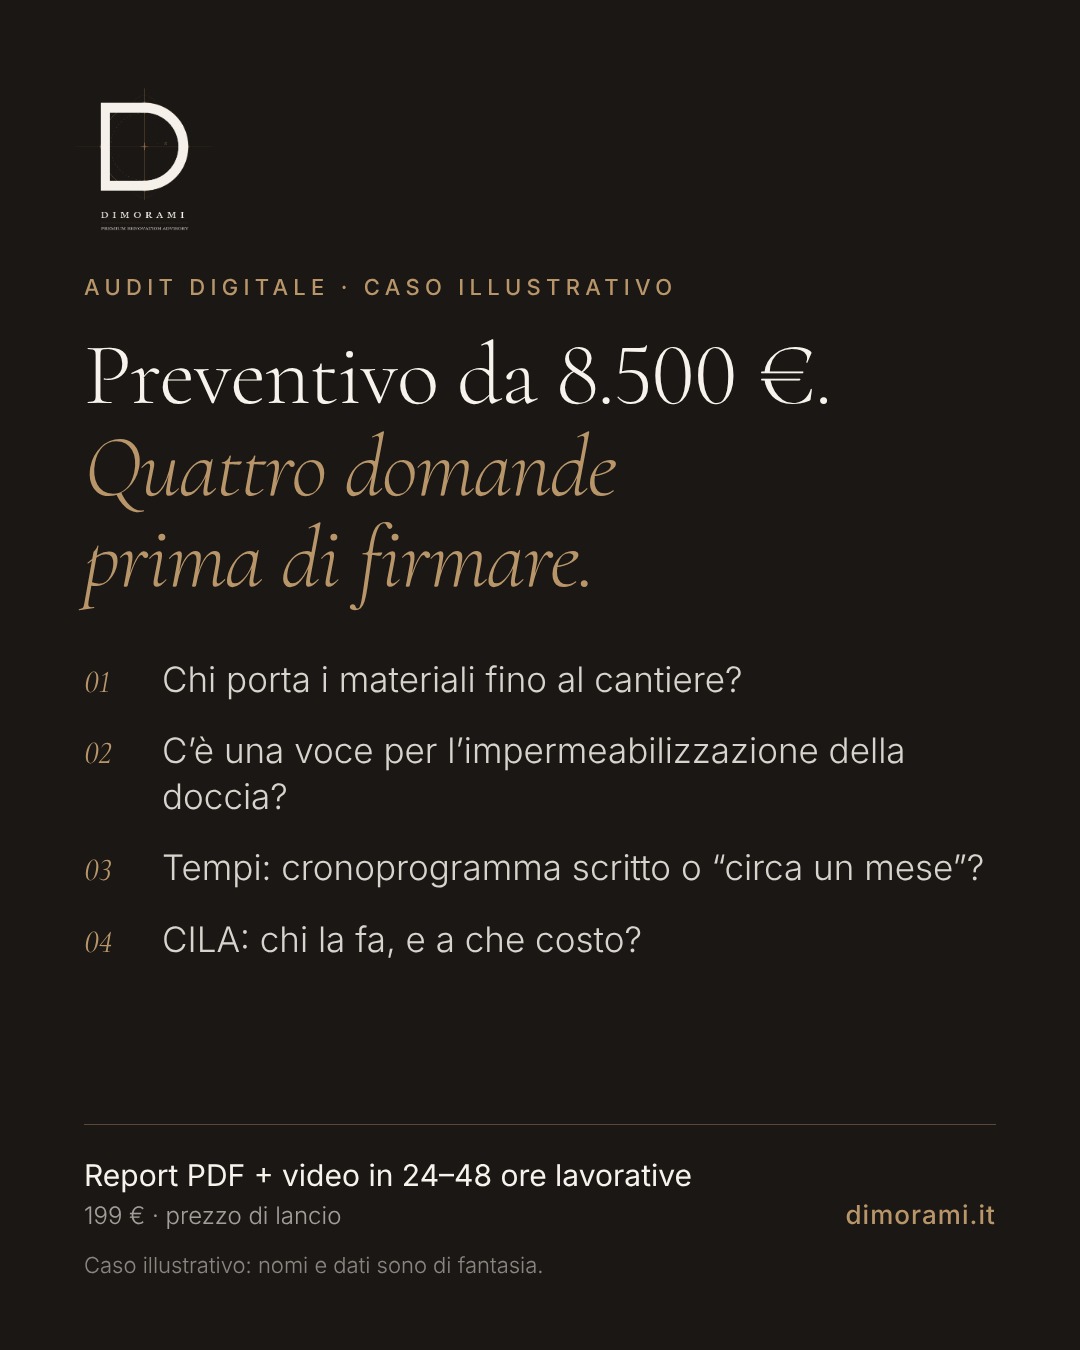 D
DIMORAMI
PREMIUM RENOVATION ADVISORY
AUDIT DIGITALE · CASO ILLUSTRATIVO
Preventivo da 8.500 €.
Quattro domande
prima di firmare.
01 Chi porta i materiali fino al cantiere?
02 C’è una voce per l’impermeabilizzazione della
doccia?
03 Tempi: cronoprogramma scritto o “circa un mese”?
04 CILA: chi la fa, e a che costo?
Report PDF + video in 24–48 ore lavorative
199 € · prezzo di lancio
dimorami.it
Caso illustrativo: nomi e dati sono di fantasia.